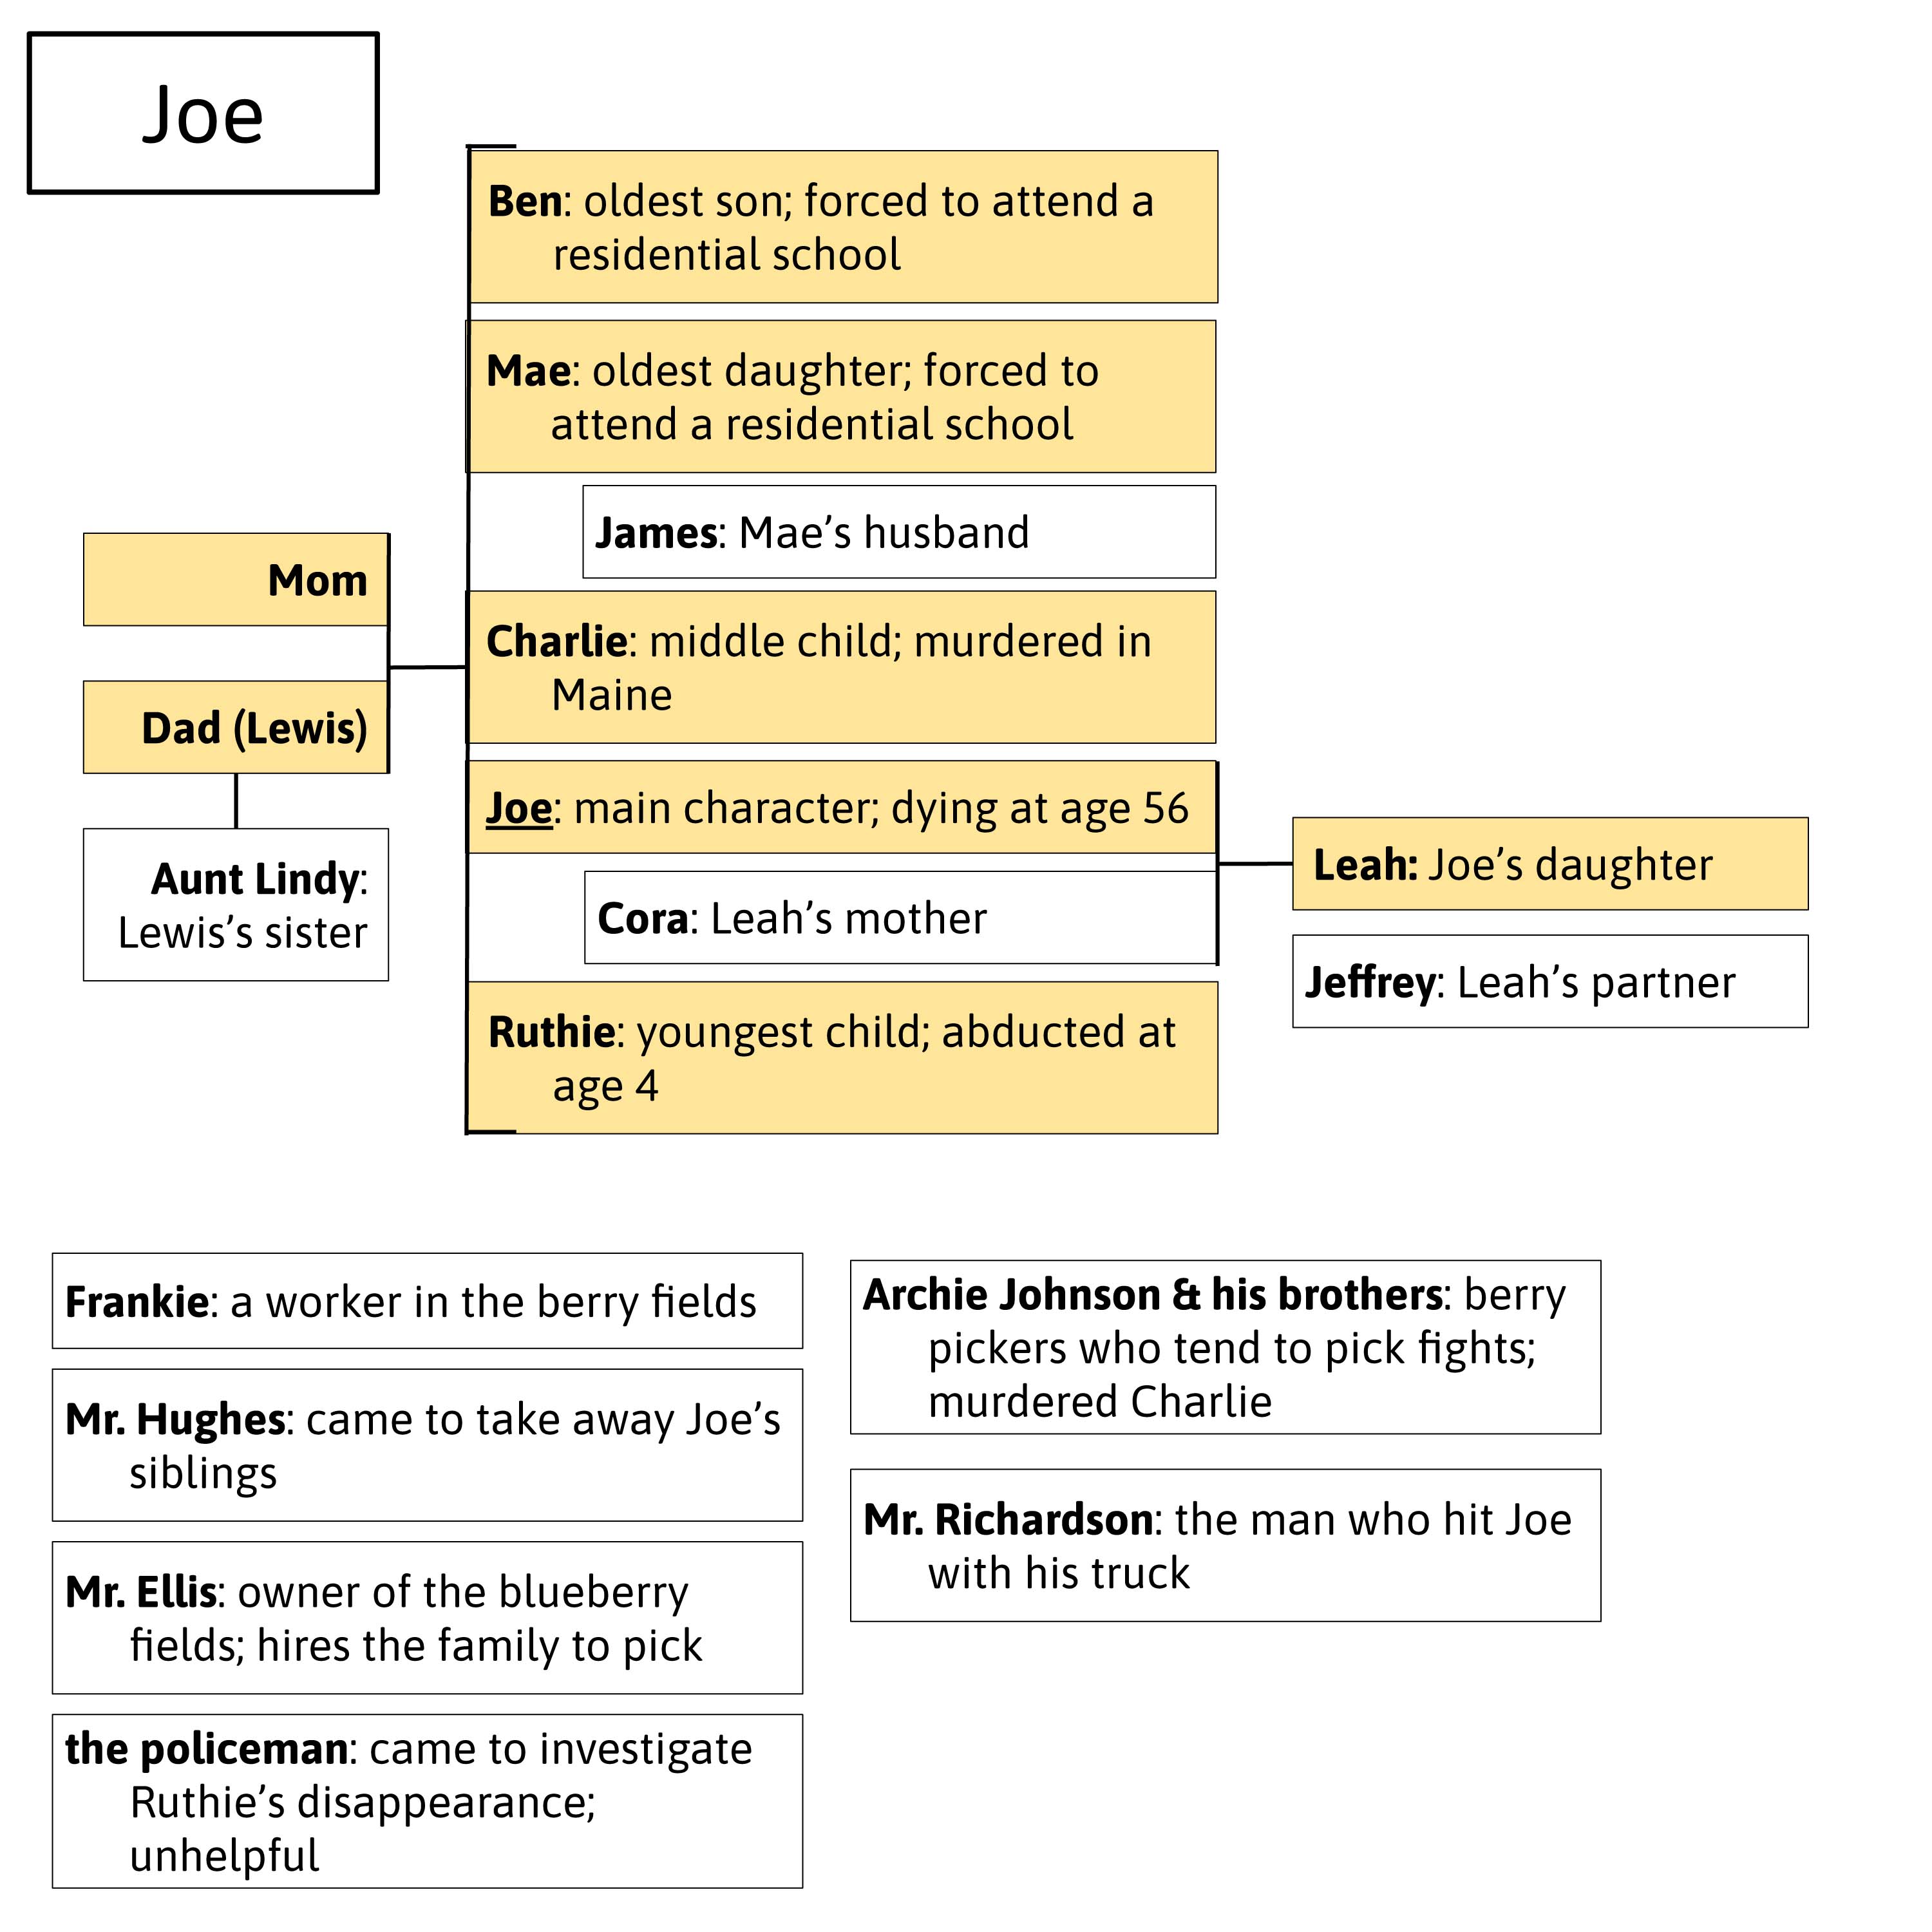 Joe
Ben: oldest son; forced to attend a
residential school
Mae: oldest daughter; forced to
attend a residential school
James: Mae’s husband
Mom
Charlie: middle child; murdered in
Maine
Dad (Lewis)
Joe: main character; dying at age 56
Leah: Joe’s daughter
Aunt Lindy:
Lewis’s sister
Cora: Leah’s mother
Jeffrey: Leah’s partner
Ruthie: youngest child; abducted at
age 4
Frankie: a worker in the berry fields
Mr. Hughes: came to take away Joe’s
siblings
Mr. Ellis: owner of the blueberry
fields; hires the family to pick
the policeman: came to investigate
Ruthie’s disappearance;
unhelpful
Archie Johnson & his brothers: berry
pickers who tend to pick fights;
murdered Charlie
Mr. Richardson: the man who hit Joe
with his truck